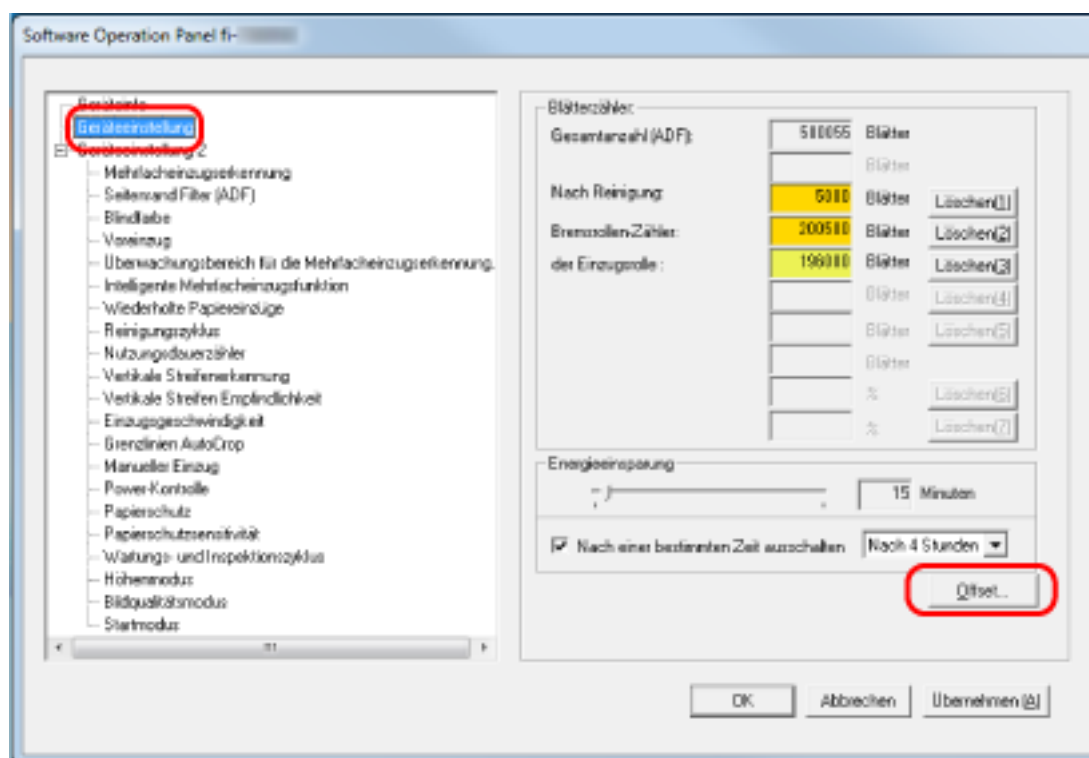 Software Operation Panel fi-
Geräteinfo
Geräteeinstellung
Geräteeinstellung 2
Mehrfacheinzugserkennung
Seitenrand Filter (ADF)
Blindfarbe
Voreinzug
Überwachungsbereich für die Mehrfacheinzugserkennung.
Intelligente Mehrfacheinzugsfunktion
Wiederholte Papiereinzüge
Reinigungszyklus
Nutzungsdauerzähler
Vertikale Streifenerkennung
Vertikale Streifen Empfindlichkeit
Einzugsgeschwindigkeit
Grenzlinien AutoCrop
Manueller Einzug
Power-Kontrolle
Papierschutz
Papierschutzsensitivität
Wartungs- und Inspektionszyklus
Höhenmodus
Bildqualitätsmodus
Startmodus
Blätterzähler:
Gesamtanzahl (ADF): 500055 Blätter
Blätter
Nach Reinigung: 5000 Blätter Löschen(1)
Bremsrollen-Zähler: 200500 Blätter Löschen(2)
der Einzugsrolle : 196000 Blätter Löschen(3)
Blätter Löschen(4)
Blätter Löschen(5)
Blätter
% Löschen(6)
% Löschen(7)
Energieeinsparung
15 Minuten
Nach einer bestimmten Zeit ausschalten Nach 4 Stunden
Offset...
OK Abbrechen Übernehmen (A)